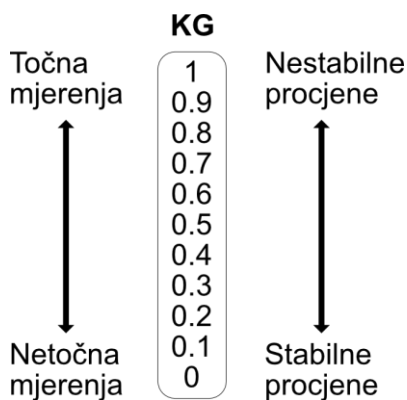 KG
Točna
mjerenja
Nestabilne
procjene
1
0.9
0.8
0.7
0.6
0.5
0.4
0.3
0.2
0.1
0
Netočna
mjerenja
Stabilne
procjene